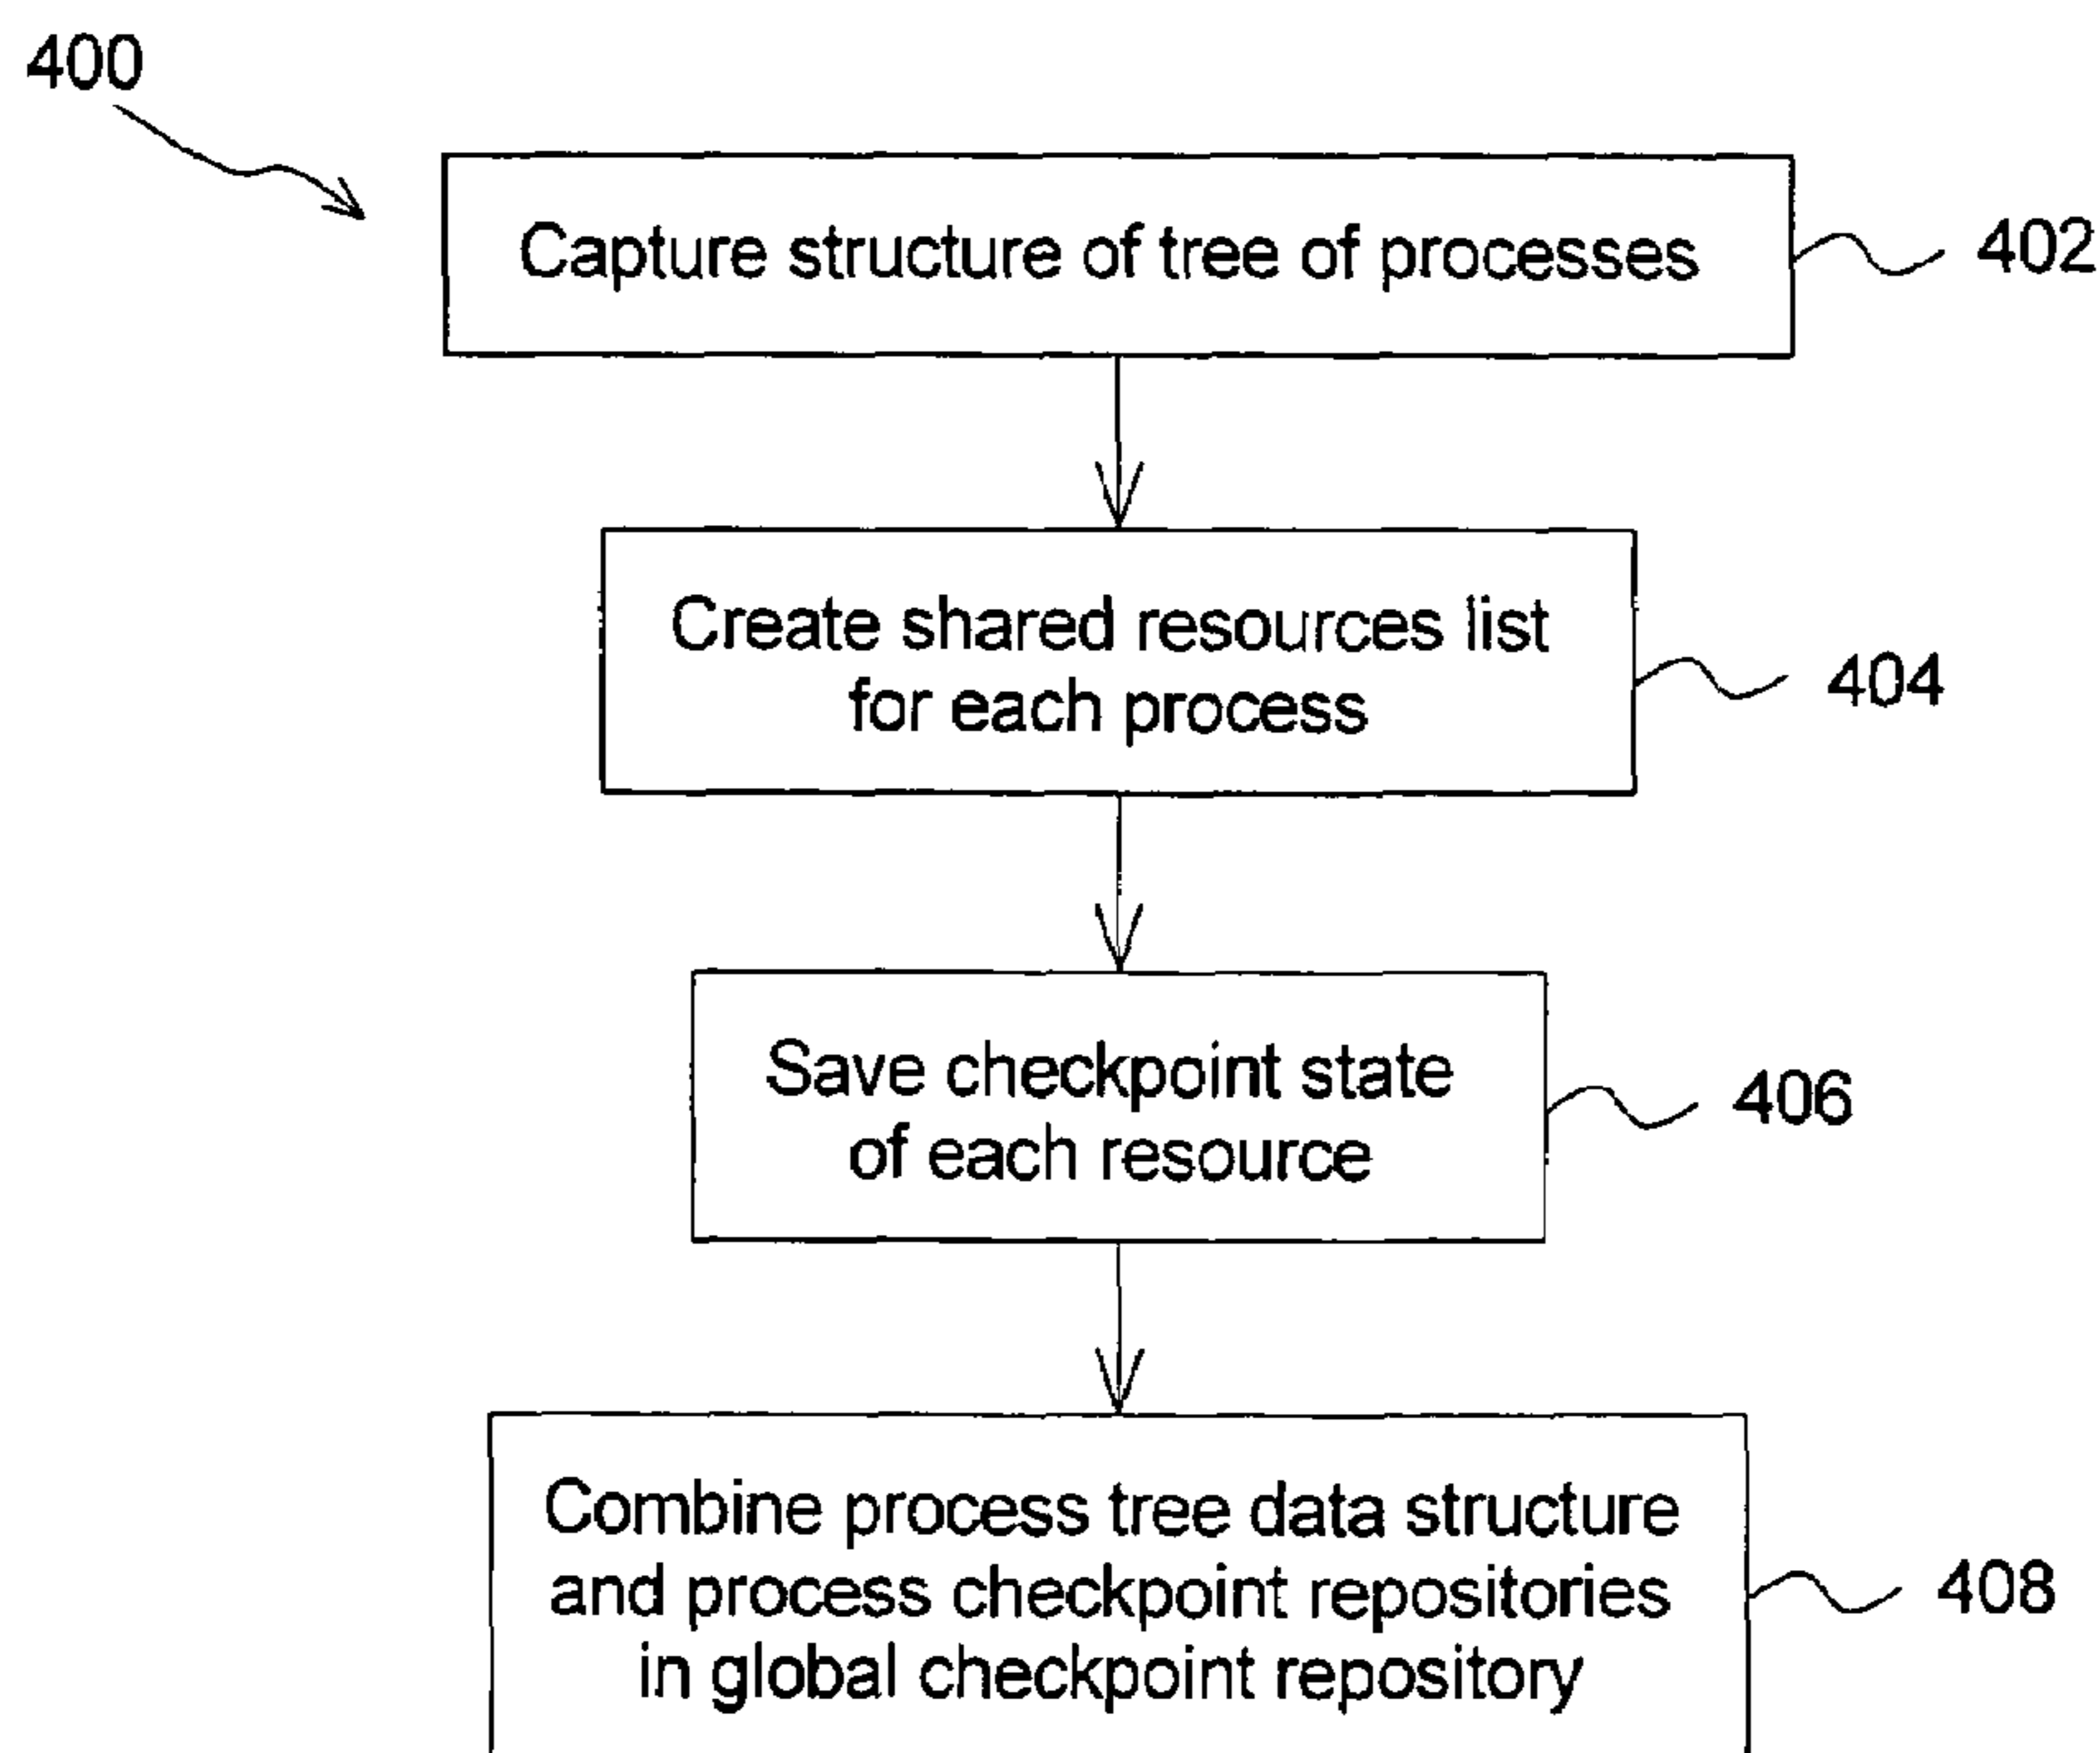 400
Capture structure of tree of processes
402
Create shared resources list
for each process
404
Save checkpoint state
of each resource
406
Combine process tree data structure
and process checkpoint repositories
in global checkpoint repository
408